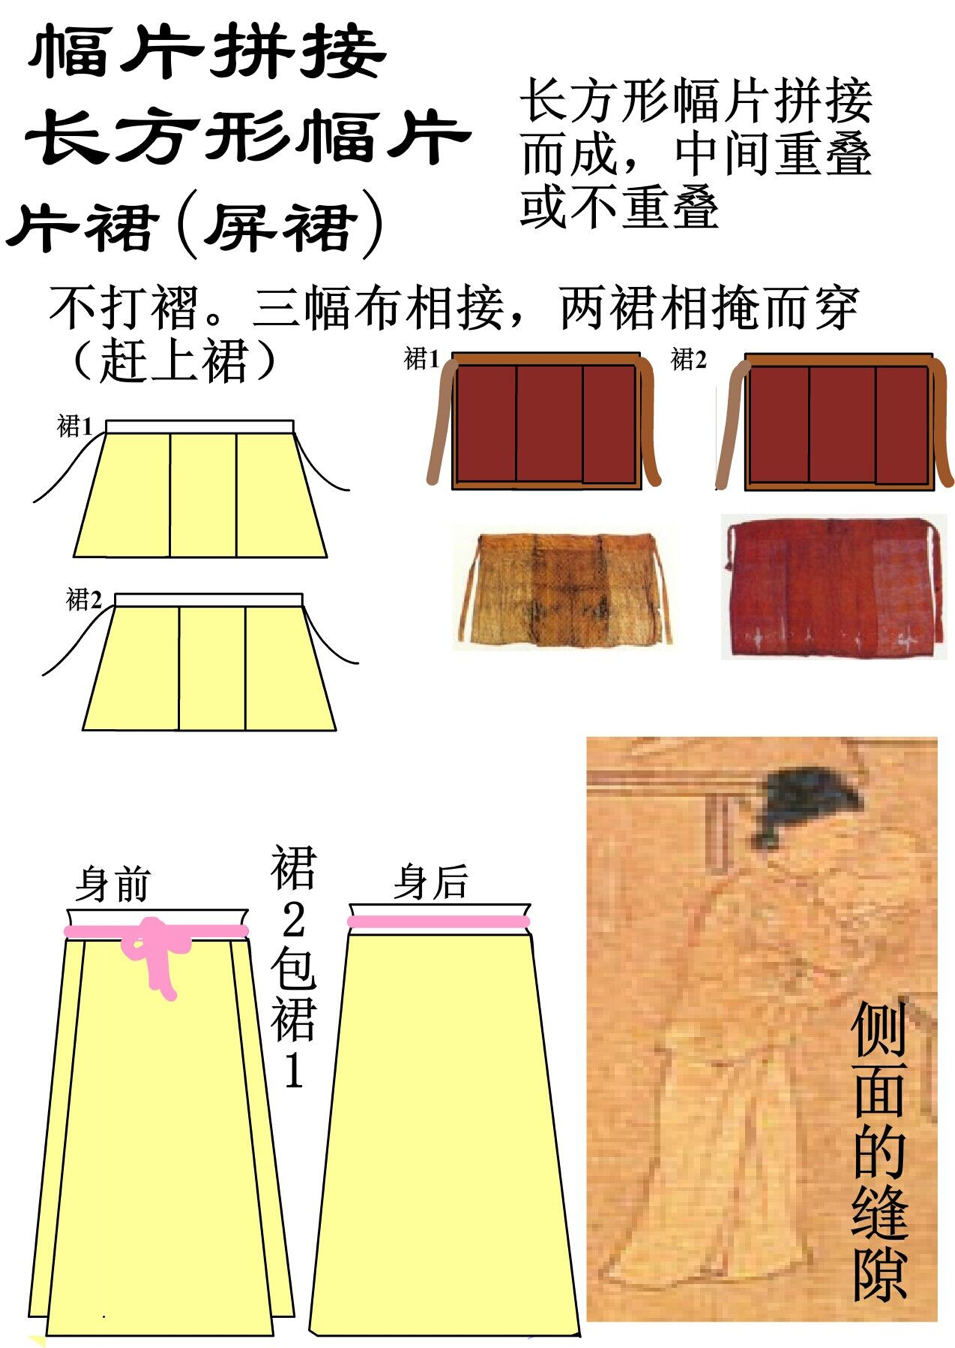 幅片拼接
长方形幅片
片裙(屏裙)
长方形幅片拼接
而成，中间重叠
或不重叠
不打褶。三幅布相接，两裙相掩而穿
（赶上裙）
裙1
裙2
裙1
裙2
身前
裙2包裙1
身后
侧面的缝隙